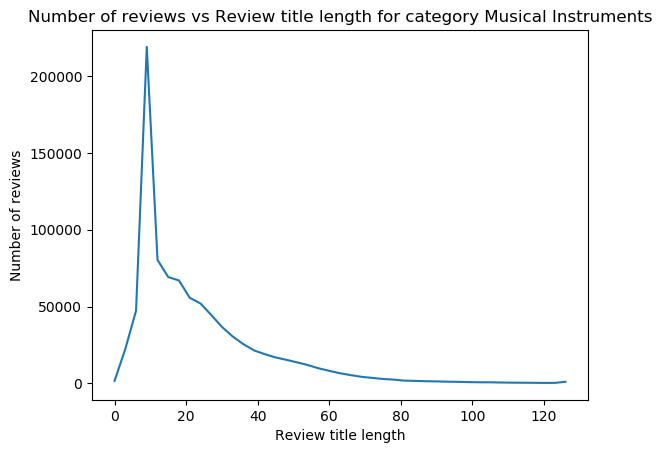 Number of reviews vs Review title length for category Musical Instruments
200000
150000
100000
50000
0
Number of reviews
0 20 40 60 80 100 120
Review title length